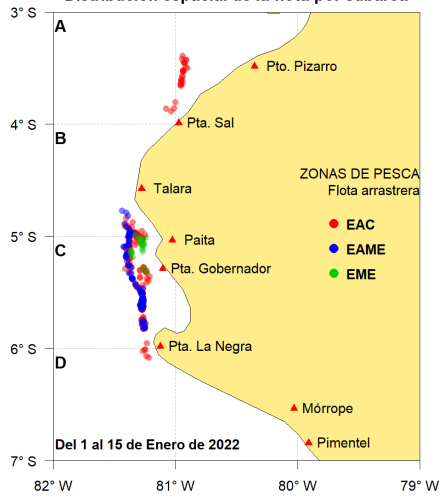 Distribución espacial de la flota por subárea
3° S
A
Pto. Pizarro
4° S
Pta. Sal
B
ZONAS DE PESCA
Flota arrastrera
Talara
EAC
5° S
Paita
C
EAME
Pta. Gobernador
EME
6° S
Pta. La Negra
D
Mórrope
Del 1 al 15 de Enero de 2022
Pimentel
7° S
82° W
81° W
80° W
79° W